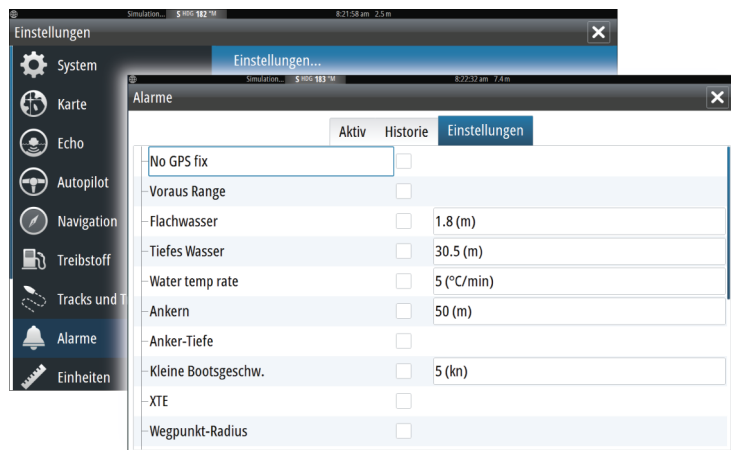 Simulation... S HDG 182 °M 8:21:58 am 2.5 m
Einstellungen
System
Einstellungen...
Karte
Echo
Autopilot
Navigation
Treibstoff
Tracks und T
Alarme
Einheiten
Simulation... S HDG 183 °M 8:22:32 am 7.4 m
Alarme
Aktiv Historie Einstellungen
No GPS fix
Voraus Range
Flachwasser 1.8 (m)
Tiefes Wasser 30.5 (m)
Water temp rate 5 (°C/min)
Ankern 50 (m)
Anker-Tiefe
Kleine Bootsgeschw. 5 (kn)
XTE
Wegpunkt-Radius